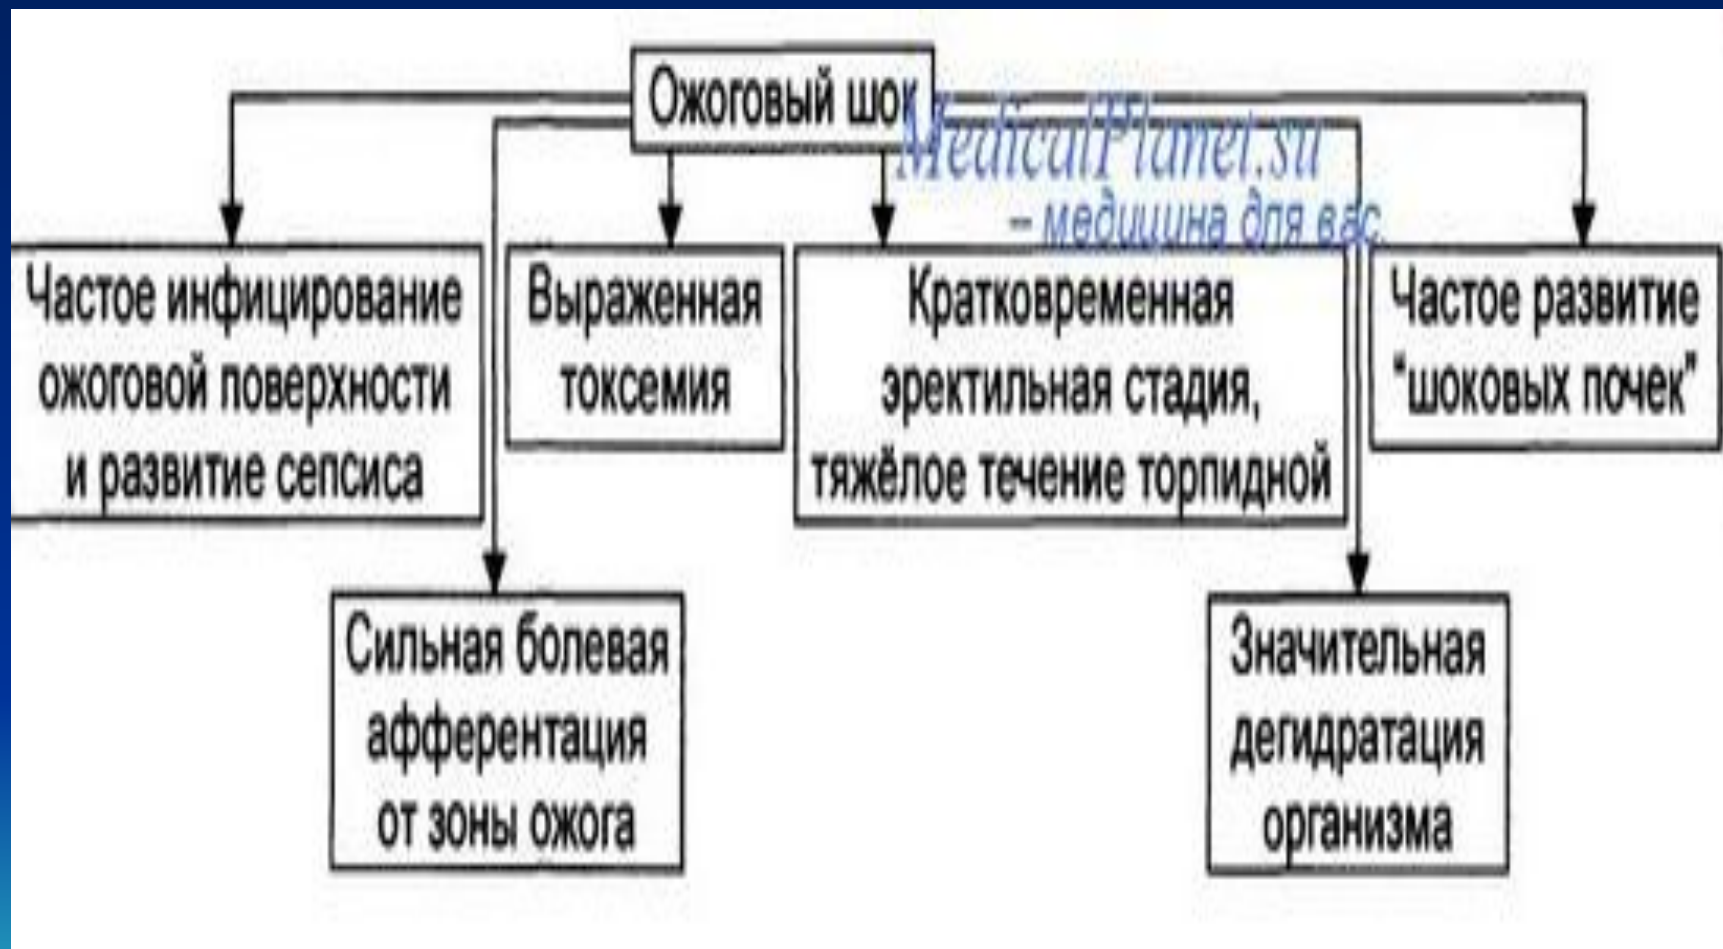 Ожоговый шок
MedicalPlanet.su
– медицина для вас
Частое инфицирование
ожоговой поверхности
и развитие сепсиса
Выраженная
токсемия
Кратковременная
эректильная стадия,
тяжёлое течение торпидной
Частое развитие
“шоковых почек”
Сильная болевая
афферентация
от зоны ожога
Значительная
дегидратация
организма